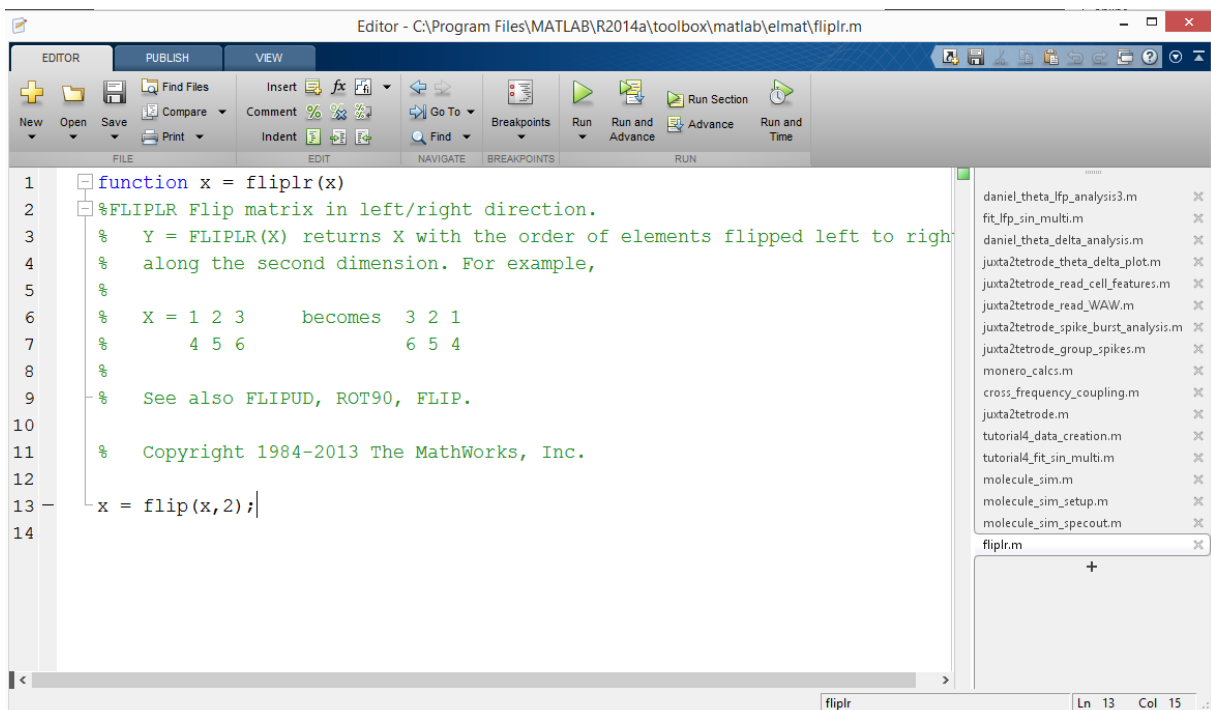 Editor - C:\Program Files\MATLAB\R2014a\toolbox\matlab\elmat\fliplr.m
EDITOR PUBLISH VIEW
New Open Save
Find Files
Compare
Print
FILE
Insert fx
Comment
Indent
EDIT
Go To
Find
NAVIGATE
Breakpoints
BREAKPOINTS
Run
Run and Advance
Run Section
Advance
Run and Time
RUN
1 function x = fliplr(x)
2 %FLIPLR Flip matrix in left/right direction.
3 %   Y = FLIPLR(X) returns X with the order of elements flipped left to righ
4 %   along the second dimension. For example,
5 %
6 %   X = 1 2 3     becomes  3 2 1
7 %       4 5 6              6 5 4
8 %
9 %   See also FLIPUD, ROT90, FLIP.
10
11 %   Copyright 1984-2013 The MathWorks, Inc.
12
13 – x = flip(x,2);
14
daniel_theta_lfp_analysis3.m
fit_lfp_sin_multi.m
daniel_theta_delta_analysis.m
juxta2tetrode_theta_delta_plot.m
juxta2tetrode_read_cell_features.m
juxta2tetrode_read_WAW.m
juxta2tetrode_spike_burst_analysis.m
juxta2tetrode_group_spikes.m
monero_calcs.m
cross_frequency_coupling.m
juxta2tetrode.m
tutorial4_data_creation.m
tutorial4_fit_sin_multi.m
molecule_sim.m
molecule_sim_setup.m
molecule_sim_specout.m
fliplr.m
+
fliplr
Ln 13 Col 15